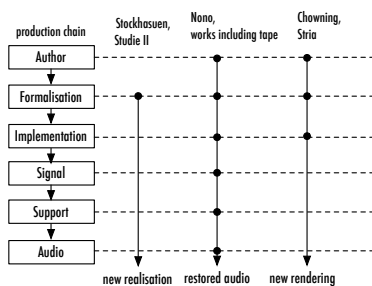 production chain
Stockhasuen,
Studie II
Nono,
works including tape
Chowning,
Stria
Author
Formalisation
Implementation
Signal
Support
Audio
new realisation
restored audio
new rendering